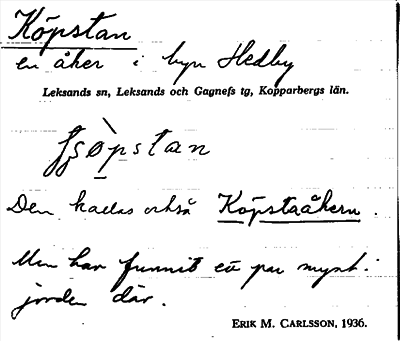 Köpstan
en åker i byn Hedby
Leksands sn, Leksands och Gagnefs tg, Kopparbergs län.
Den kallas också Köpstaåkern.
Man har funnit ett par mynt i
jorden där.
ERIK M. CARLSSON, 1936.